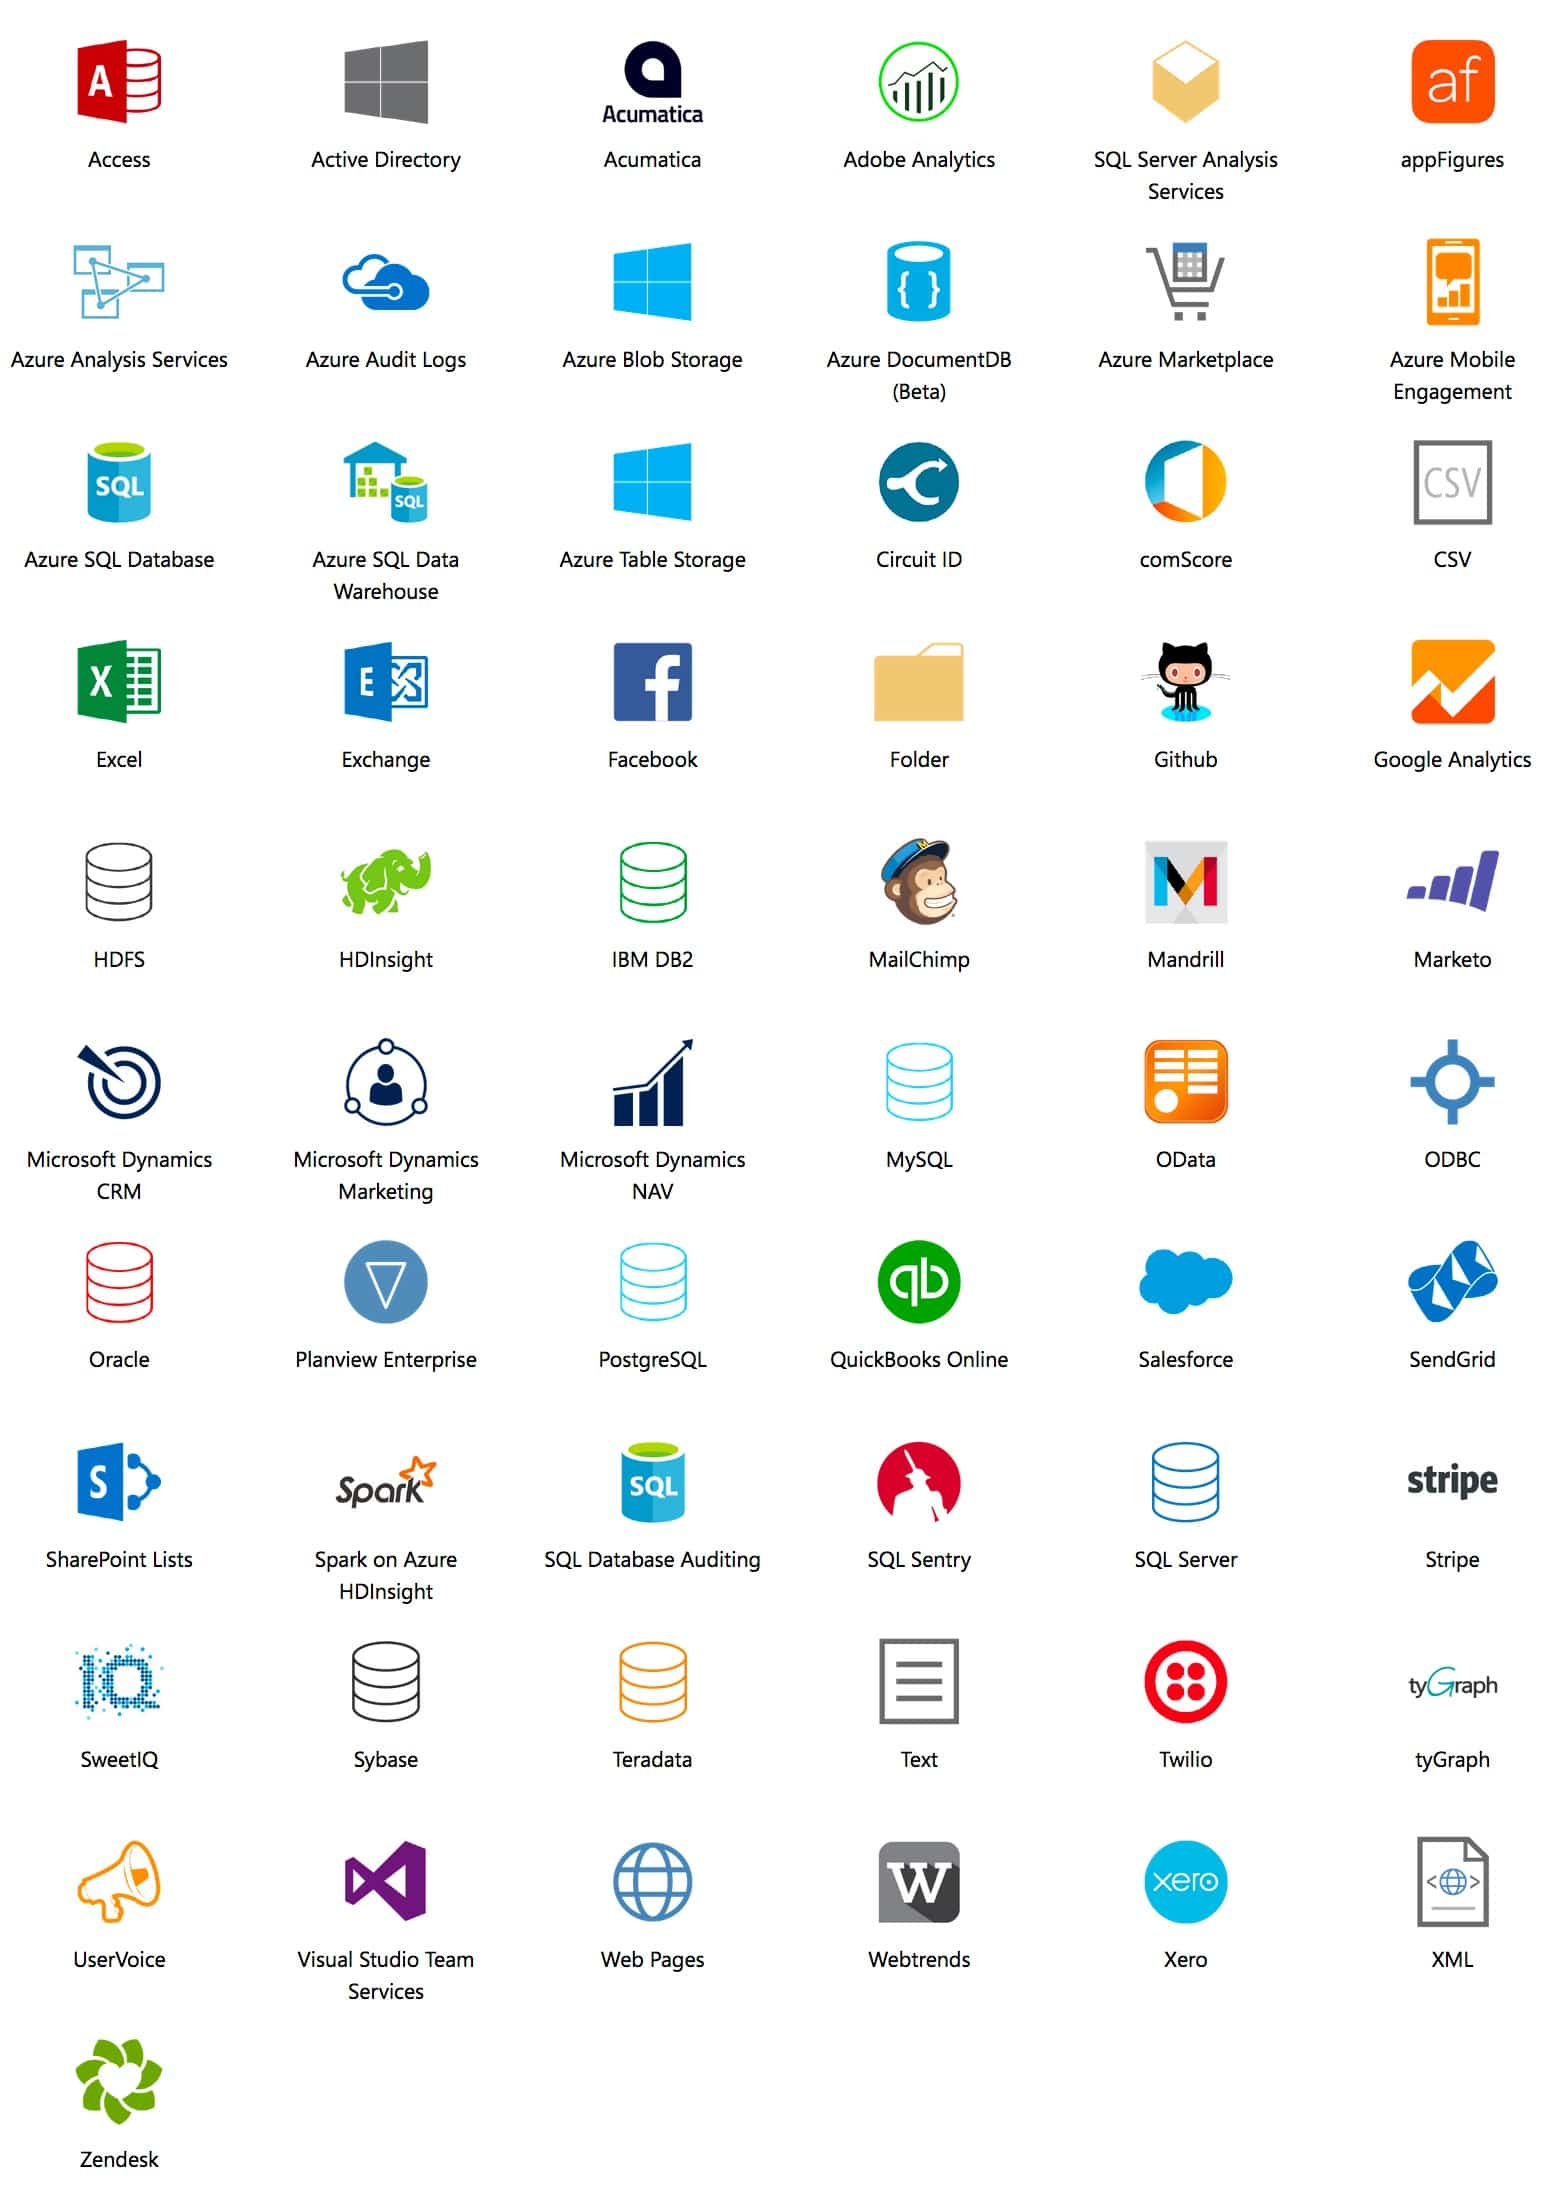 A
Acumatica
af
Access
Active Directory
Acumatica
Adobe Analytics
SQL Server Analysis
Services
appFigures
{ }
Azure Analysis Services
Azure Audit Logs
Azure Blob Storage
Azure DocumentDB
(Beta)
Azure Marketplace
Azure Mobile
Engagement
SQL
SQL
CSV
Azure SQL Database
Azure SQL Data
Warehouse
Azure Table Storage
Circuit ID
comScore
CSV
X
E
f
Excel
Exchange
Facebook
Folder
Github
Google Analytics
M
M
HDFS
HDInsight
IBM DB2
MailChimp
Mandrill
Marketo
Microsoft Dynamics
CRM
Microsoft Dynamics
Marketing
Microsoft Dynamics
NAV
MySQL
OData
ODBC
qb
Oracle
Planview Enterprise
PostgreSQL
QuickBooks Online
Salesforce
SendGrid
S
Spark
SQL
stripe
SharePoint Lists
Spark on Azure
HDInsight
SQL Database Auditing
SQL Sentry
SQL Server
Stripe
IQ
tyGraph
SweetIQ
Sybase
Teradata
Text
Twilio
tyGraph
W
xero
< >
UserVoice
Visual Studio Team
Services
Web Pages
Webtrends
Xero
XML
Zendesk